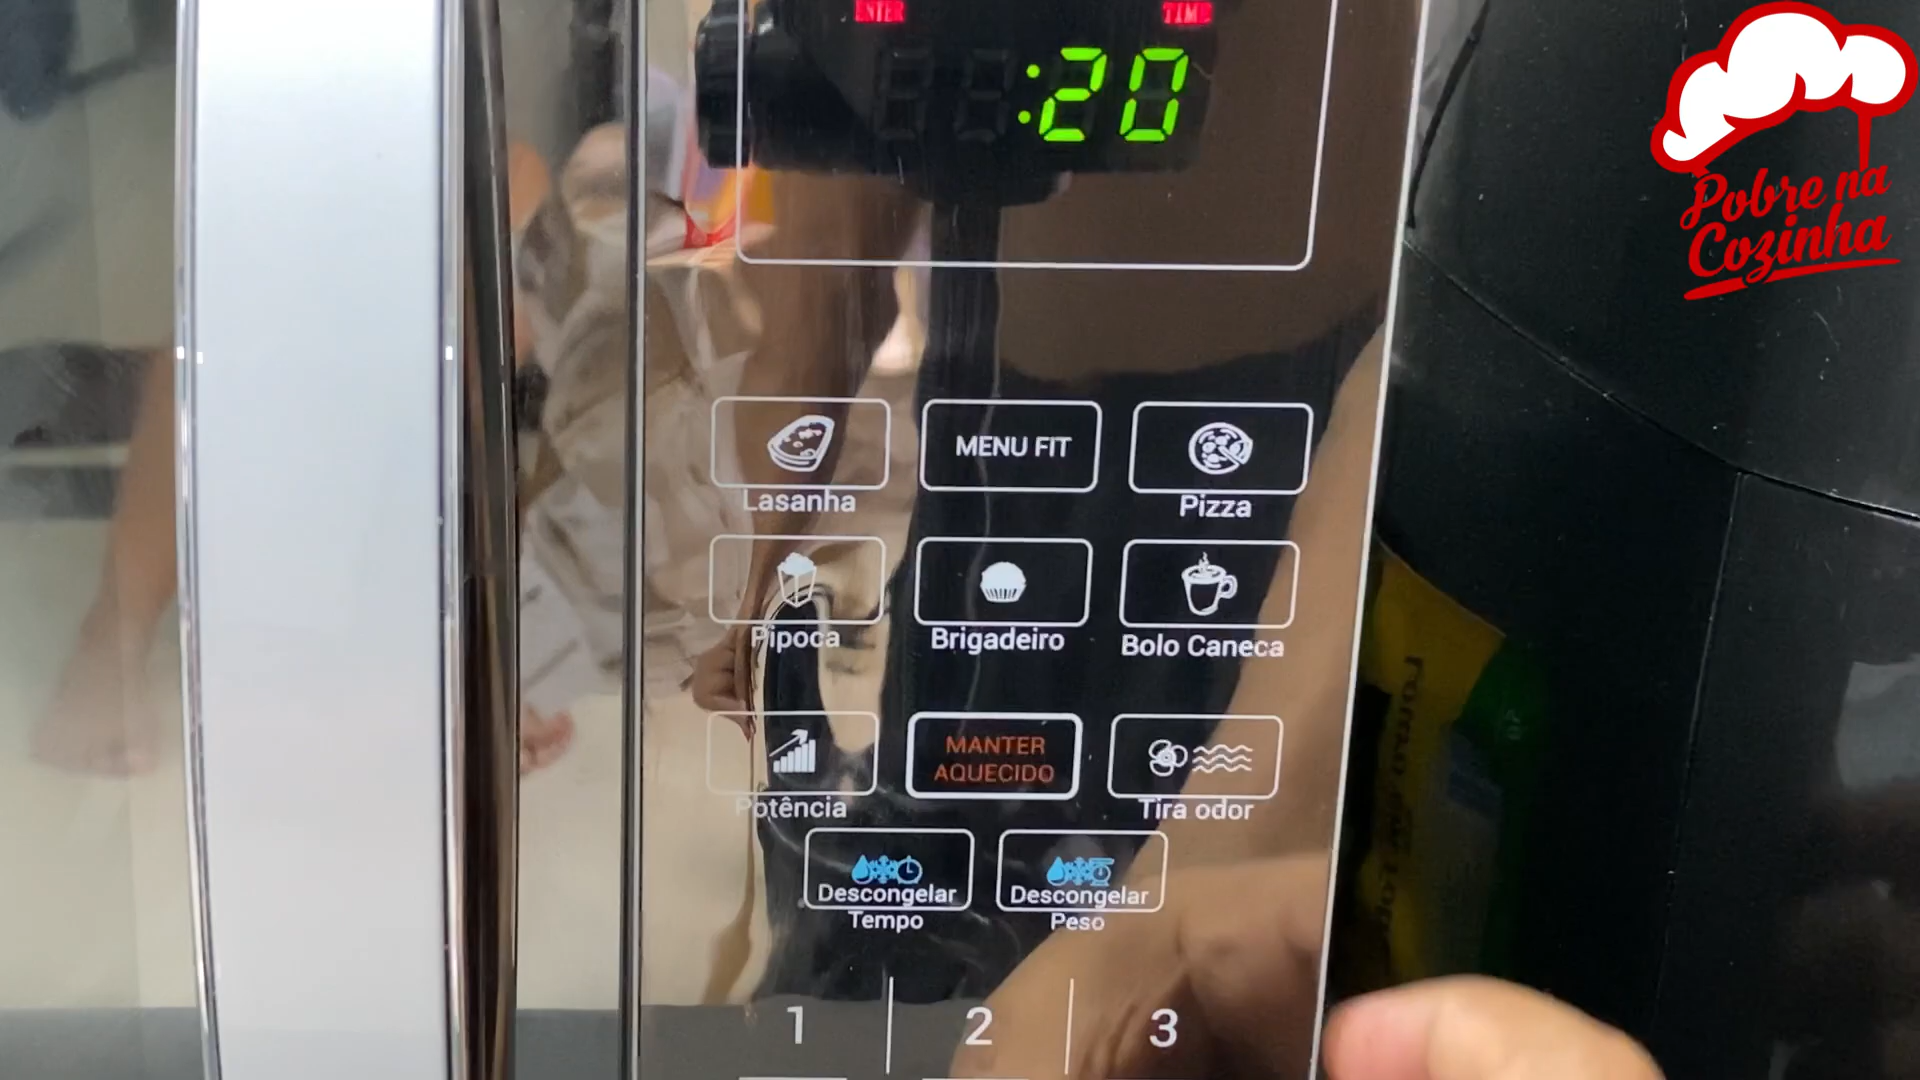 ENTER TIME
:20
Pobre na
Cozinha
MENU FIT
Lasanha Pizza
Pipoca Brigadeiro Bolo Caneca
MANTER
AQUECIDO
Potência Tira odor
Descongelar Descongelar
Tempo Peso
1 2 3